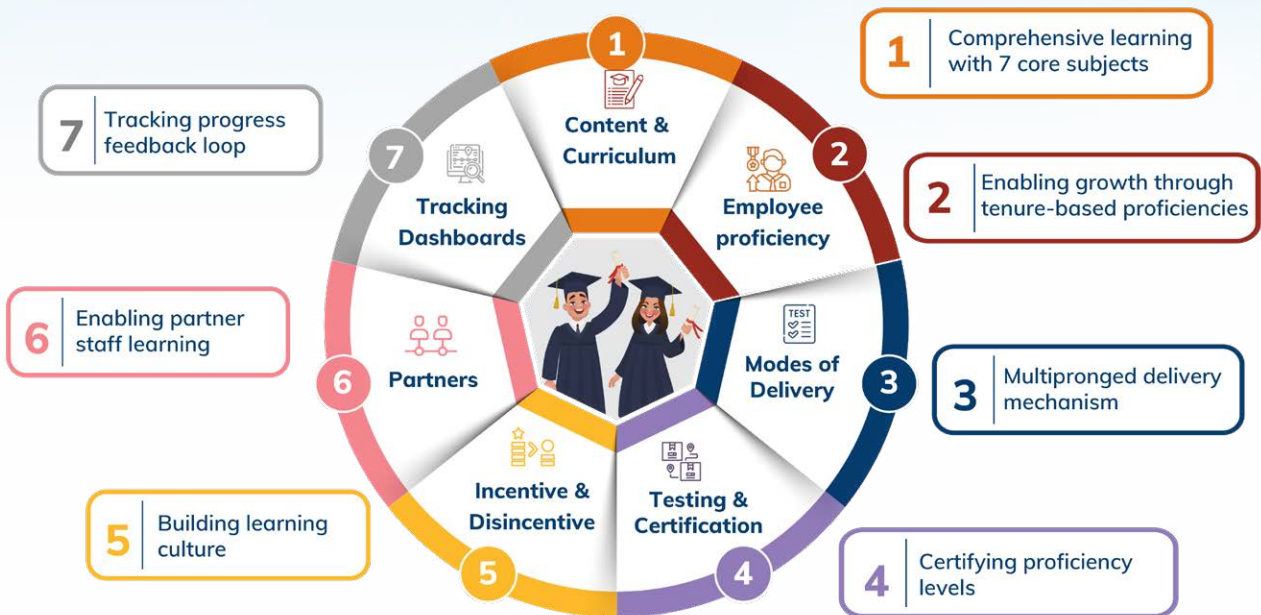 1
Content &
Curriculum
2
Employee
proficiency
3
Modes of
Delivery
TEST
4
Testing &
Certification
5
Incentive &
Disincentive
6
Partners
7
Tracking
Dashboards
1
Comprehensive learning
with 7 core subjects
2
Enabling growth through
tenure-based proficiencies
3
Multipronged delivery
mechanism
4
Certifying proficiency
levels
5
Building learning
culture
6
Enabling partner
staff learning
7
Tracking progress
feedback loop